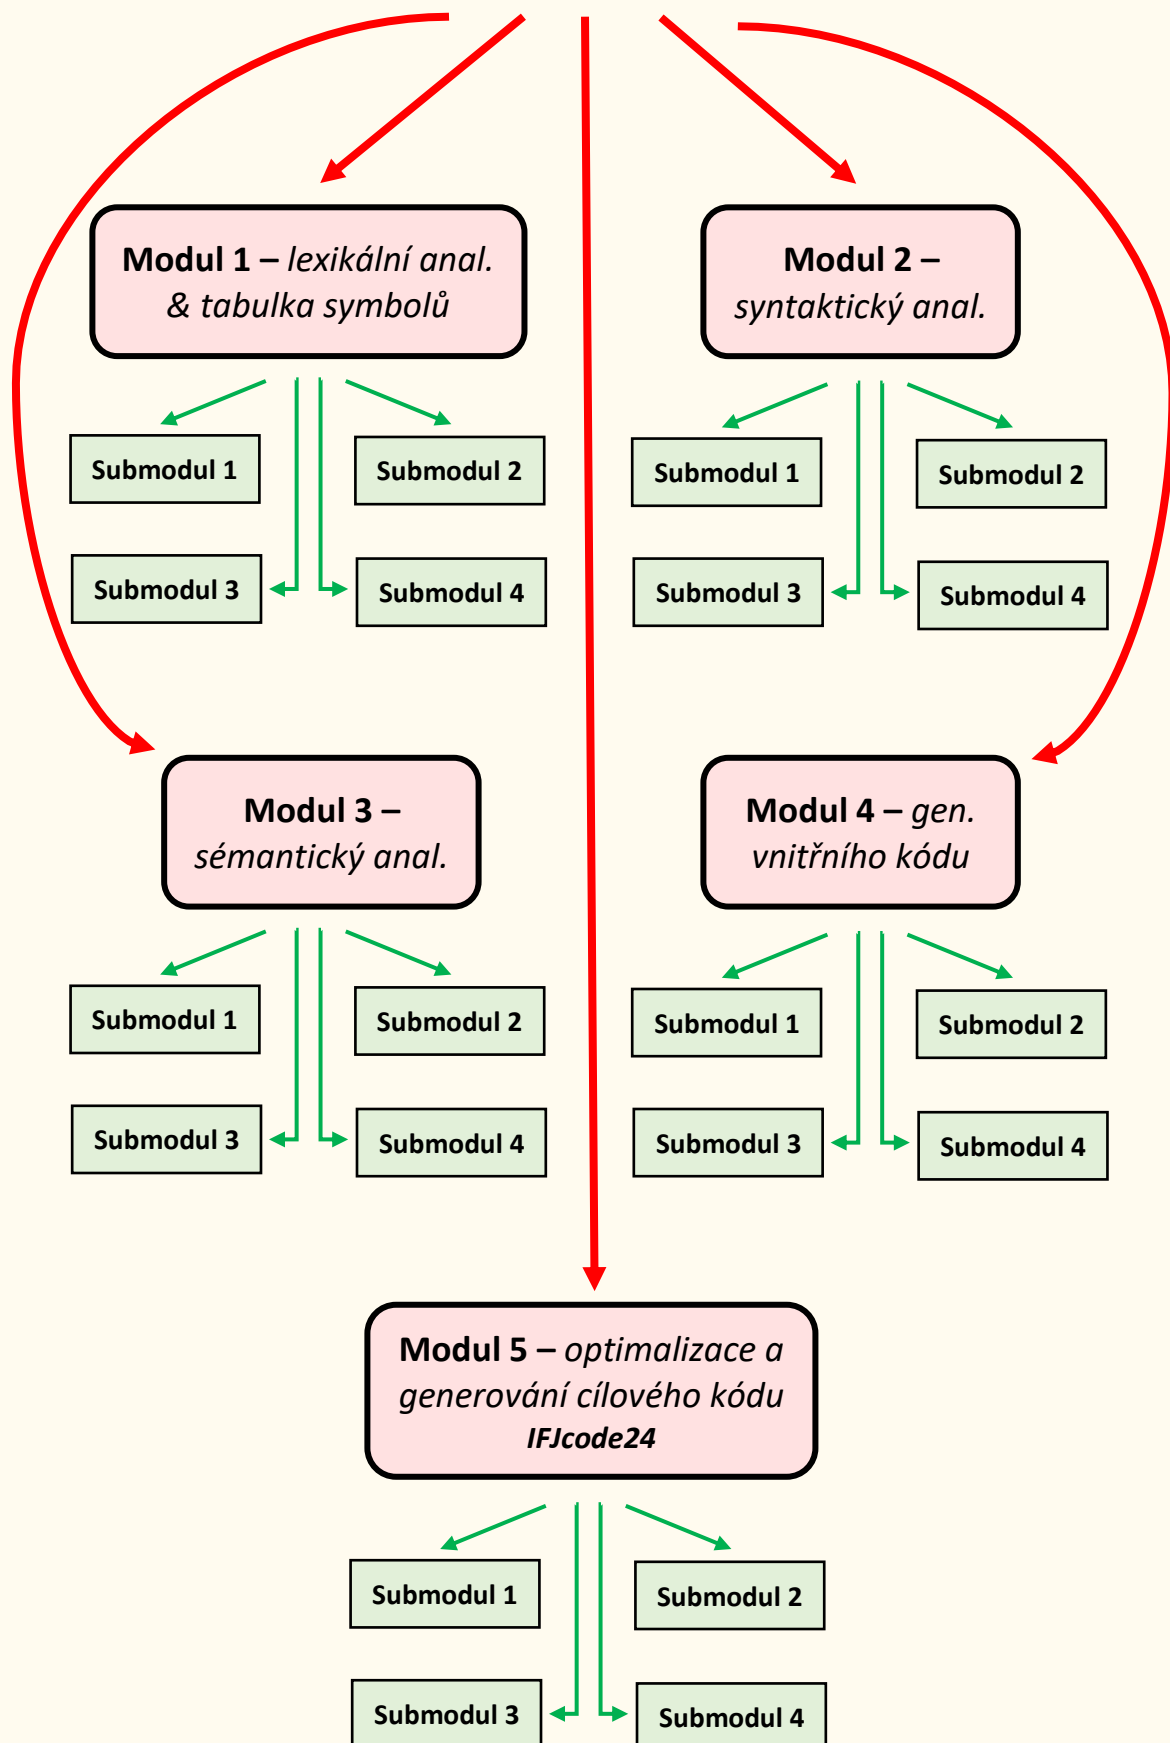 Modul 1 – lexikální anal.
& tabulka symbolů
Submodul 1
Submodul 2
Submodul 3
Submodul 4
Modul 2 –
syntaktický anal.
Submodul 1
Submodul 2
Submodul 3
Submodul 4
Modul 3 –
sémantický anal.
Submodul 1
Submodul 2
Submodul 3
Submodul 4
Modul 4 – gen.
vnitřního kódu
Submodul 1
Submodul 2
Submodul 3
Submodul 4
Modul 5 – optimalizace a
generování cílového kódu
IFJcode24
Submodul 1
Submodul 2
Submodul 3
Submodul 4